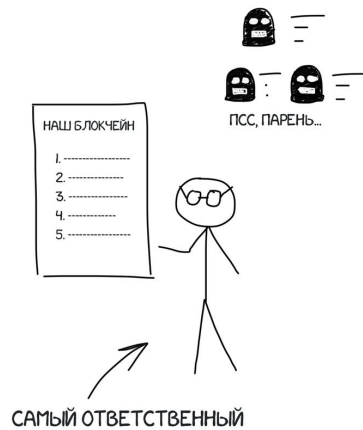 ПСС, ПАРЕНЬ...
НАШ БЛОКЧЕЙН
1.
2.
3.
4.
5.
САМЫЙ ОТВЕТСТВЕННЫЙ